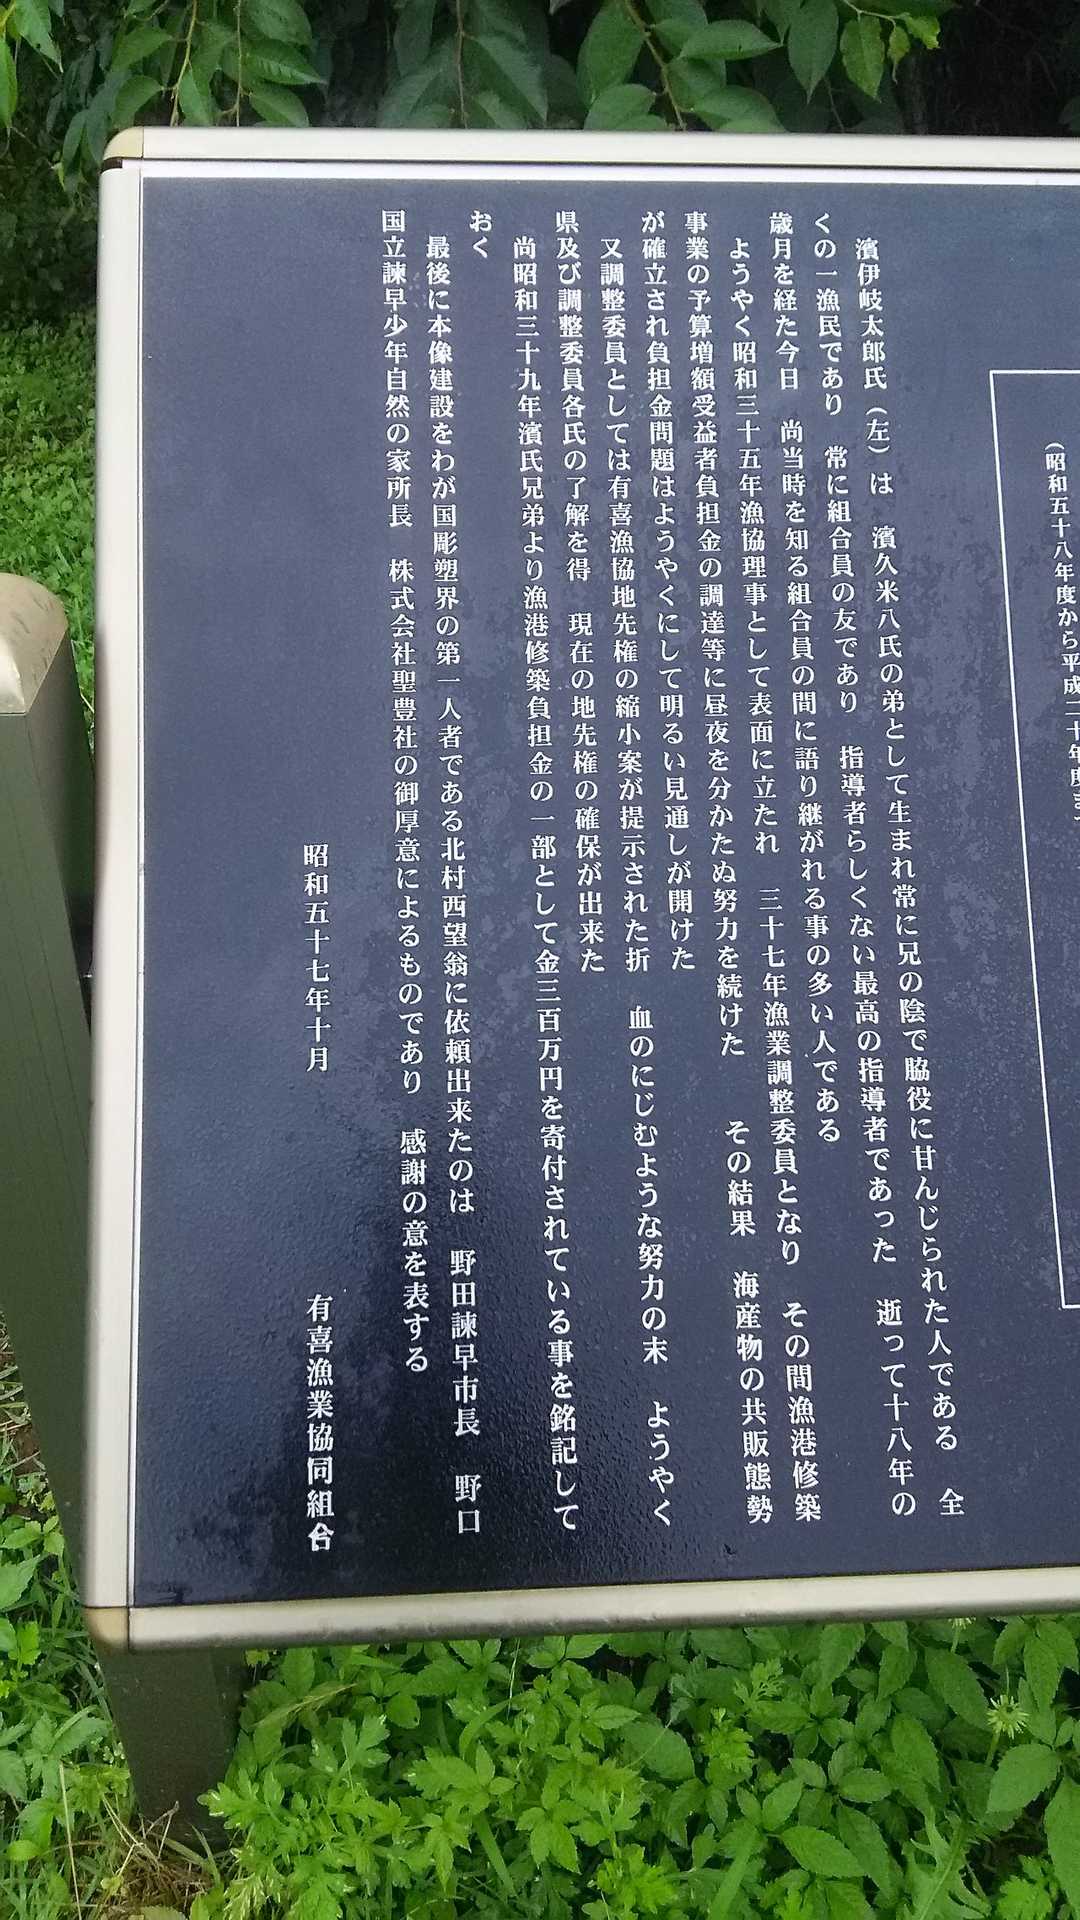 (昭和五十八年度から平成二十年度ま
濱伊岐太郎氏(左)は 濱久米八氏の弟として生まれ常に兄の陰で脇役に甘んじられた人である 全
くの一漁民であり 常に組合員の友であり 指導者らしくない最高の指導者であった 逝って十八年の
歳月を経た今日 尚当時を知る組合員の間に語り継がれる事の多い人である
ようやく昭和三十五年漁協理事として表面に立たれ 三十七年漁業調整委員となり その間漁港修築
事業の予算増額受益者負担金の調達等に昼夜を分かたぬ努力を続けた その結果 海産物の共販態勢
が確立され負担金問題はようやくにして明るい見通しが開けた
又調整委員としては有喜漁協地先権の縮小案が提示された折 血のにじむような努力の末 ようやく
県及び調整委員各氏の了解を得 現在の地先権の確保が出来た
尚昭和三十九年濱氏兄弟より漁港修築負担金の一部として金三百万円を寄付されている事を銘記して
おく
最後に本像建設をわが国彫塑界の第一人者である北村西望翁に依頼出来たのは 野田諫早市長 野口
国立諫早少年自然の家所長 株式会社聖豊社の御厚意によるものであり 感謝の意を表する
昭和五十七年十月 有喜漁業協同組合